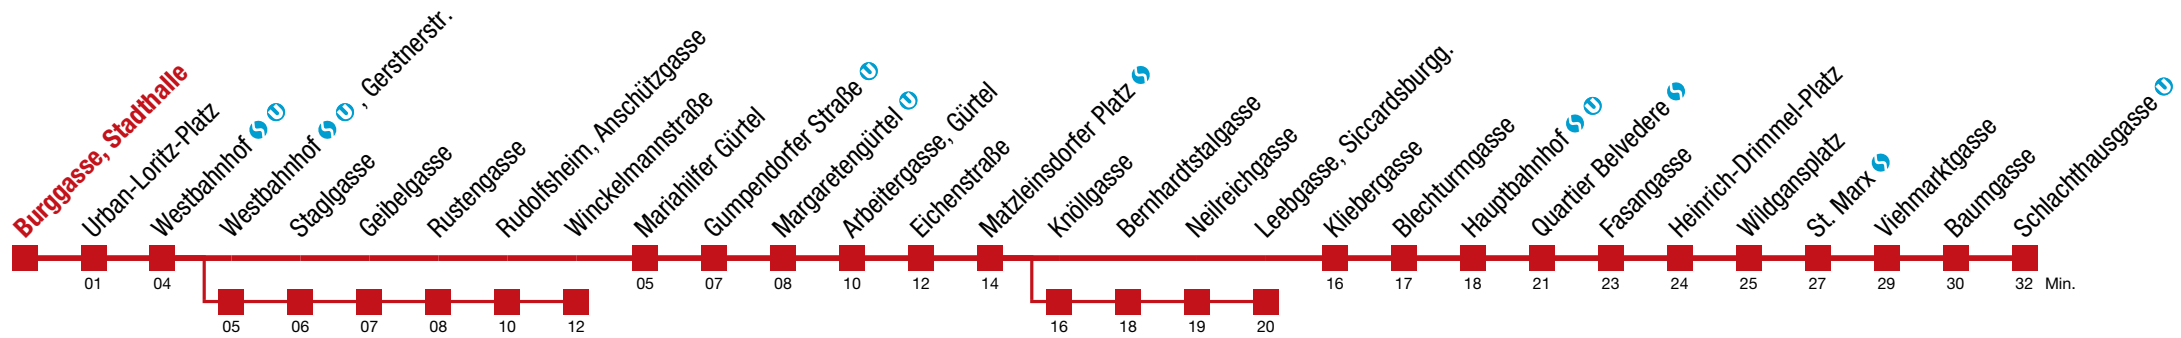 Burggasse, Stadthalle
Urban-Loritz-Platz
Westbahnhof S U
Westbahnhof S U , Gerstnerstr.
Staglgasse
Geibelgasse
Rustengasse
Rudolfsheim, Anschützgasse
Winckelmannstraße
Mariahilfer Gürtel
Gumpendorfer Straße U
Margaretengürtel U
Arbeitergasse, Gürtel
Eichenstraße
Matzleinsdorfer Platz S
Knöllgasse
Bernhardtstalgasse
Neilreichgasse
Leebgasse, Siccardsburgg.
Kliebergasse
Blechturmgasse
Hauptbahnhof S U
Quartier Belvedere S
Fasangasse
Heinrich-Drimmel-Platz
Wildgansplatz
St. Marx S
Viehmarktgasse
Baumgasse
Schlachthausgasse U
01 04 05 07 08 10 12 14 16 17 18 21 23 24 25 27 29 30 32 Min.
05 06 07 08 10 12 16 18 19 20